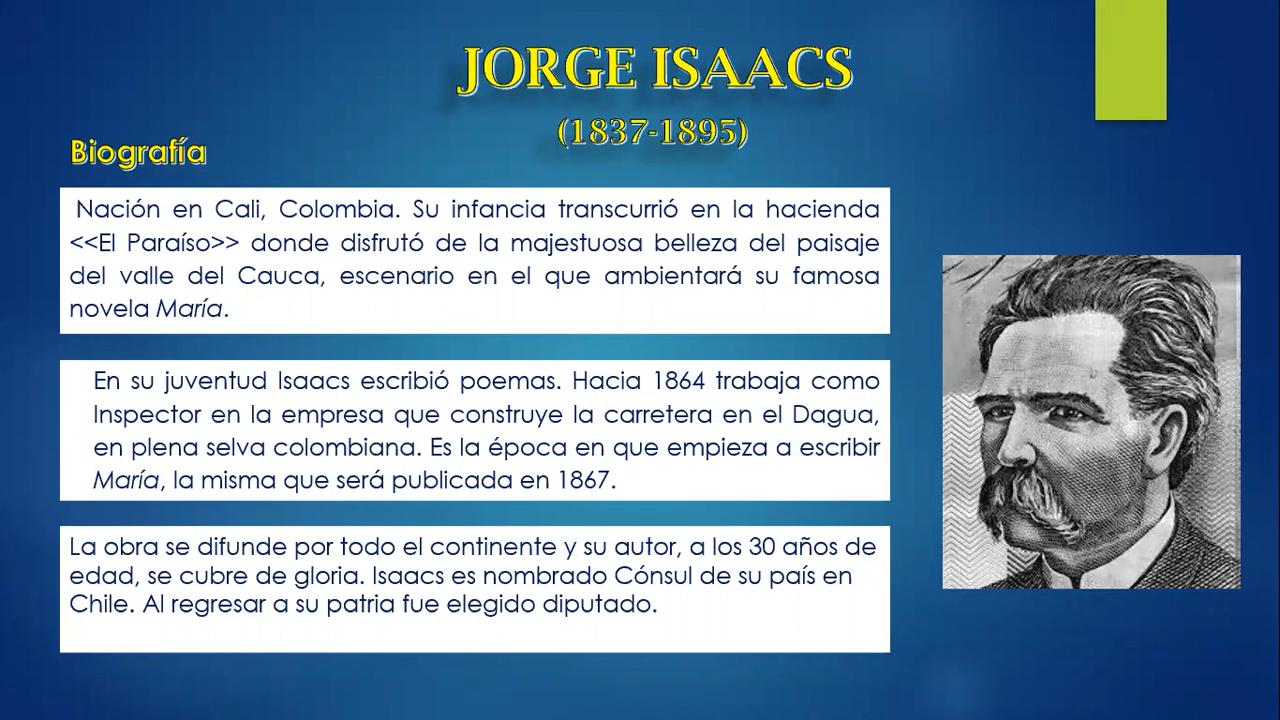 JORGE ISAACS
(1837-1895)
Biografía
Nación en Cali, Colombia. Su infancia transcurrió en la hacienda
<<El Paraíso>> donde disfrutó de la majestuosa belleza del paisaje
del valle del Cauca, escenario en el que ambientará su famosa
novela María.
En su juventud Isaacs escribió poemas. Hacia 1864 trabaja como
Inspector en la empresa que construye la carretera en el Dagua,
en plena selva colombiana. Es la época en que empieza a escribir
María, la misma que será publicada en 1867.
La obra se difunde por todo el continente y su autor, a los 30 años de
edad, se cubre de gloria. Isaacs es nombrado Cónsul de su país en
Chile. Al regresar a su patria fue elegido diputado.